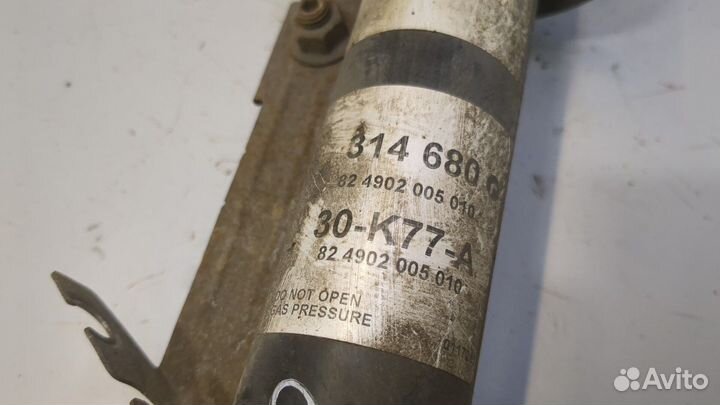 314 680
82 4902 005 010
30-K77-A
82 4902 005 010
DO NOT OPEN
GAS PRESSURE
Avito